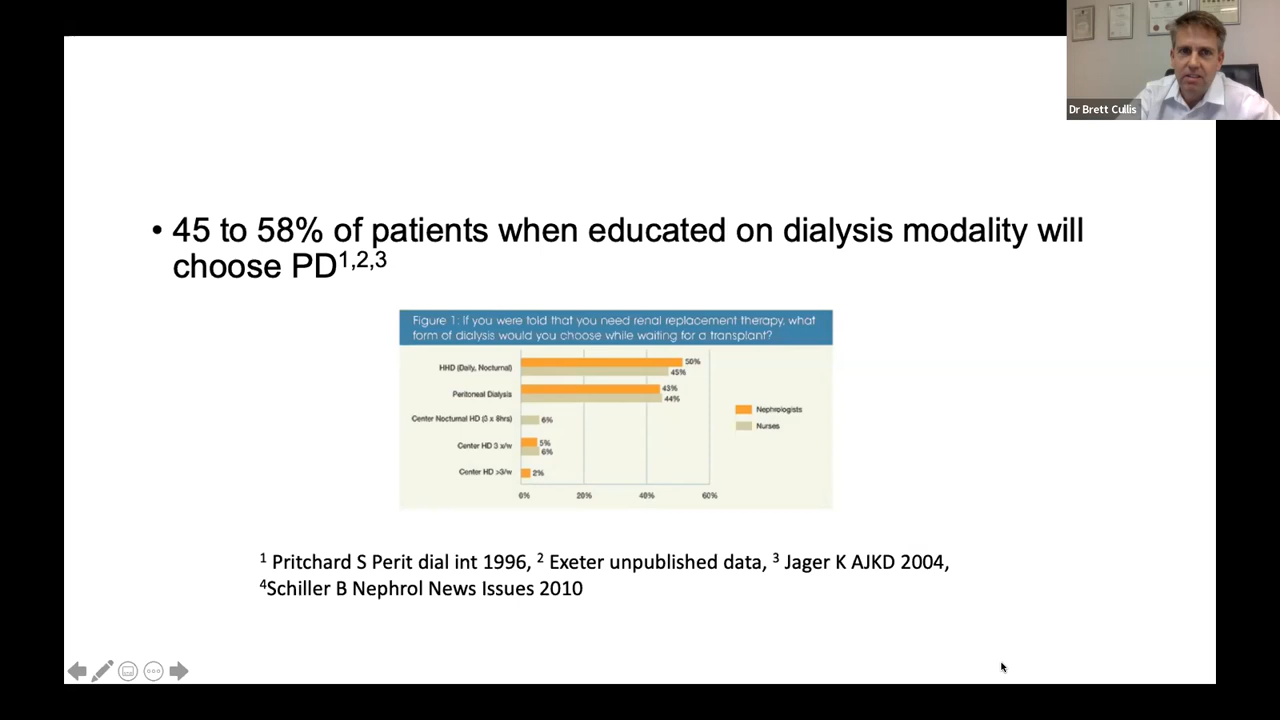 Dr Brett Cullis
• 45 to 58% of patients when educated on dialysis modality will
choose PD1,2,3
Figure 1: If you were told that you need renal replacement therapy, what
form of dialysis would you choose while waiting for a transplant?
HHD (Daily, Nocturnal)
50%
45%
Peritoneal Dialysis
43%
44%
Center Nocturnal HD (3 x 8hrs)
6%
Center HD 3 x/w
5%
6%
Center HD >3/w
2%
Nephrologists
Nurses
0% 20% 40% 60%
1 Pritchard S Perit dial int 1996, 2 Exeter unpublished data, 3 Jager K AJKD 2004,
4Schiller B Nephrol News Issues 2010